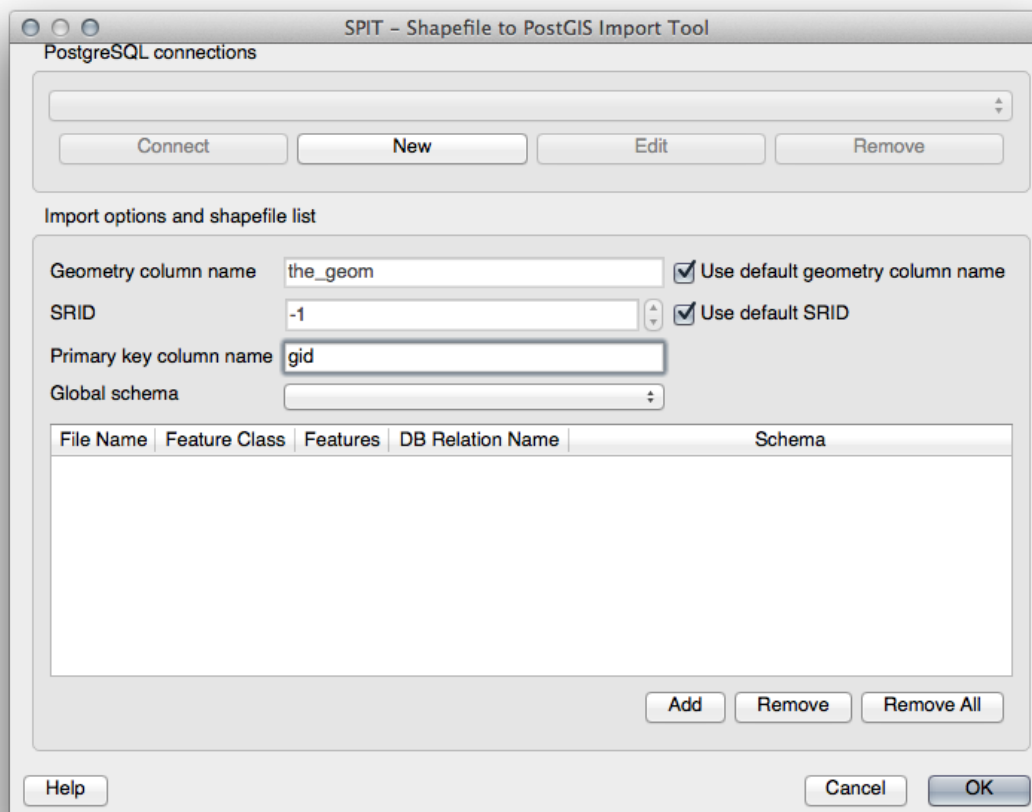 SPIT – Shapefile to PostGIS Import Tool
PostgreSQL connections
Connect New Edit Remove
Import options and shapefile list
Geometry column name the_geom Use default geometry column name
SRID -1 Use default SRID
Primary key column name gid
Global schema
File Name Feature Class Features DB Relation Name Schema
Add Remove Remove All
Help Cancel OK